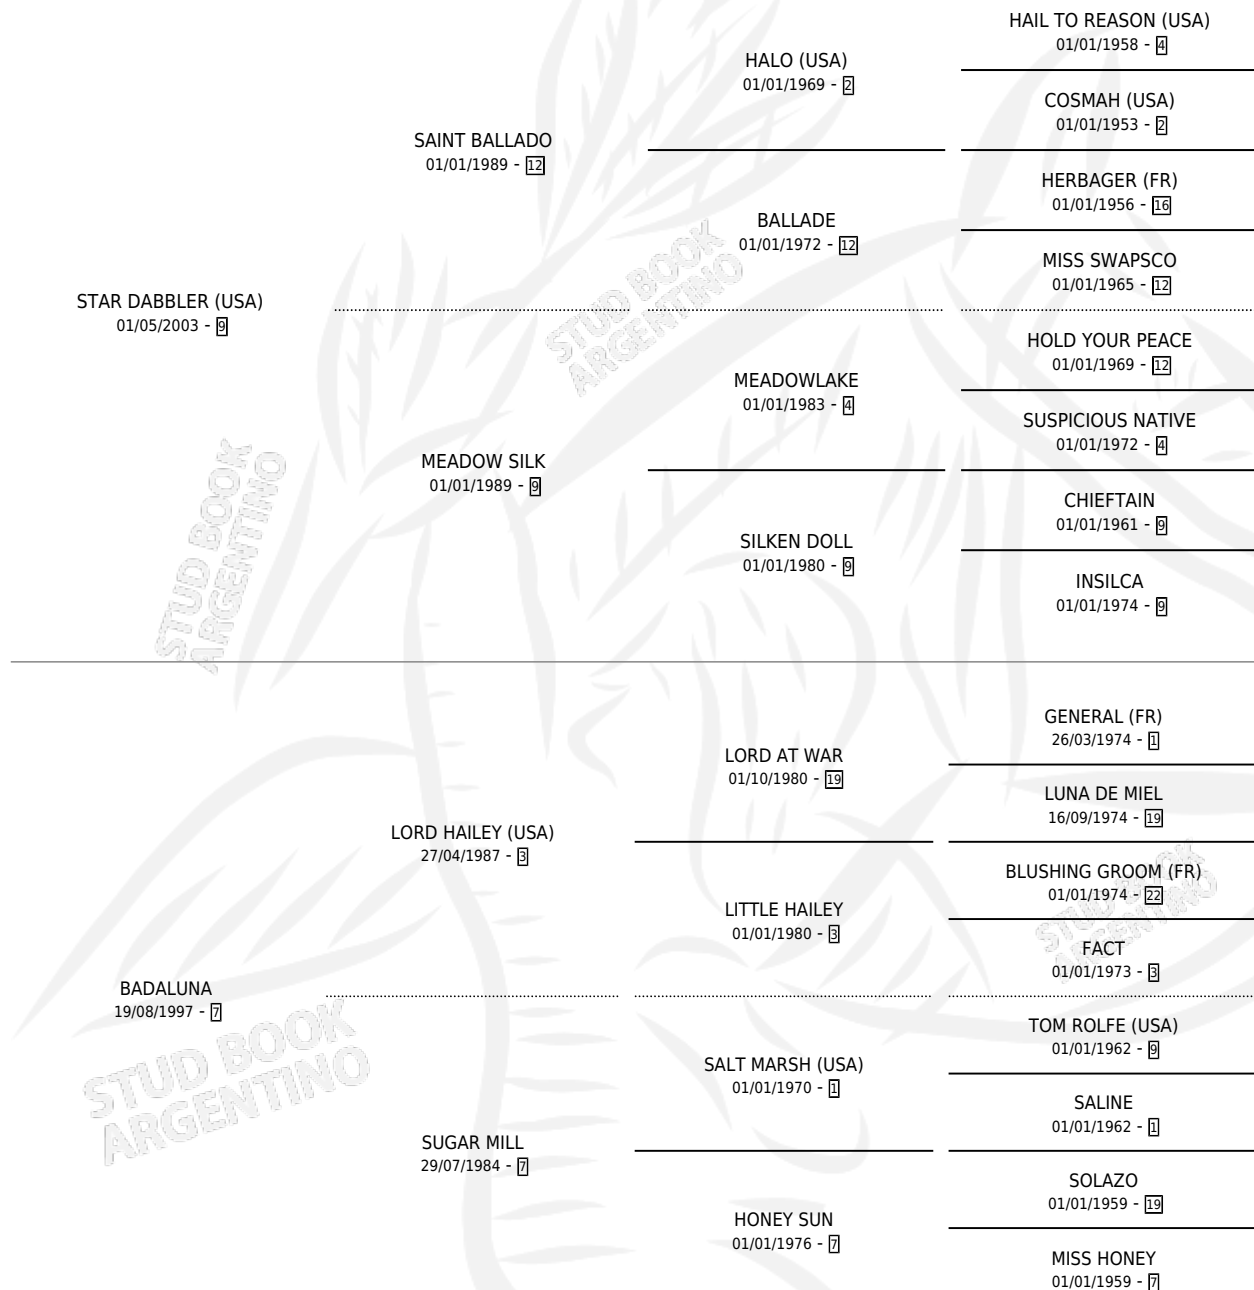 HAIL TO REASON (USA)
01/01/1958 - 4
HALO (USA)
01/01/1969 - 2
COSMAH (USA)
01/01/1953 - 2
SAINT BALLADO
01/01/1989 - 12
HERBAGER (FR)
01/01/1956 - 16
BALLADE
01/01/1972 - 12
MISS SWAPSCO
01/01/1965 - 12
STAR DABBLER (USA)
01/05/2003 - 9
STUD BOOK
ARGENTINO
HOLD YOUR PEACE
01/01/1969 - 12
MEADOWLAKE
01/01/1983 - 4
SUSPICIOUS NATIVE
01/01/1972 - 4
MEADOW SILK
01/01/1989 - 9
CHIEFTAIN
01/01/1961 - 9
SILKEN DOLL
01/01/1980 - 9
INSILCA
01/01/1974 - 9
STUD BOOK
ARGENTINO
GENERAL (FR)
26/03/1974 - 1
LORD AT WAR
01/10/1980 - 19
LUNA DE MIEL
16/09/1974 - 19
LORD HAILEY (USA)
27/04/1987 - 3
BLUSHING GROOM (FR)
01/01/1974 - 22
LITTLE HAILEY
01/01/1980 - 3
STUD BOOK
ARGENTINO
FACT
01/01/1973 - 3
BADALUNA
19/08/1997 - 7
STUD BOOK
ARGENTINO
TOM ROLFE (USA)
01/01/1962 - 9
SALT MARSH (USA)
01/01/1970 - 1
SALINE
01/01/1962 - 1
SUGAR MILL
29/07/1984 - 7
SOLAZO
01/01/1959 - 19
HONEY SUN
01/01/1976 - 7
MISS HONEY
01/01/1959 - 7